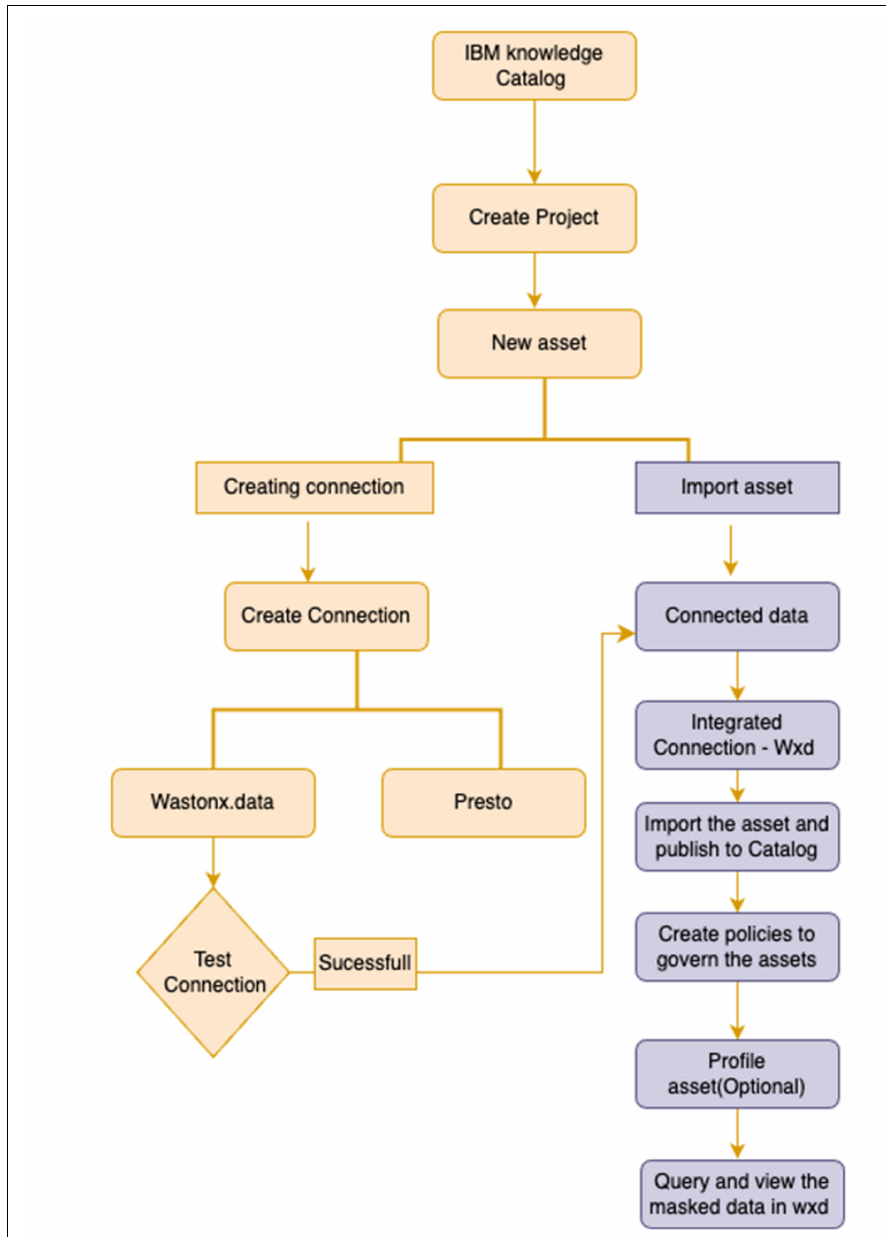 IBM knowledge
Catalog
Create Project
New asset
Creating connection
Import asset
Create Connection
Connected data
Integrated
Connection - Wxd
Wastonx.data
Presto
Import the asset and
publish to Catalog
Test
Connection
Sucessfull
Create policies to
govern the assets
Profile
asset(Optional)
Query and view the
masked data in wxd